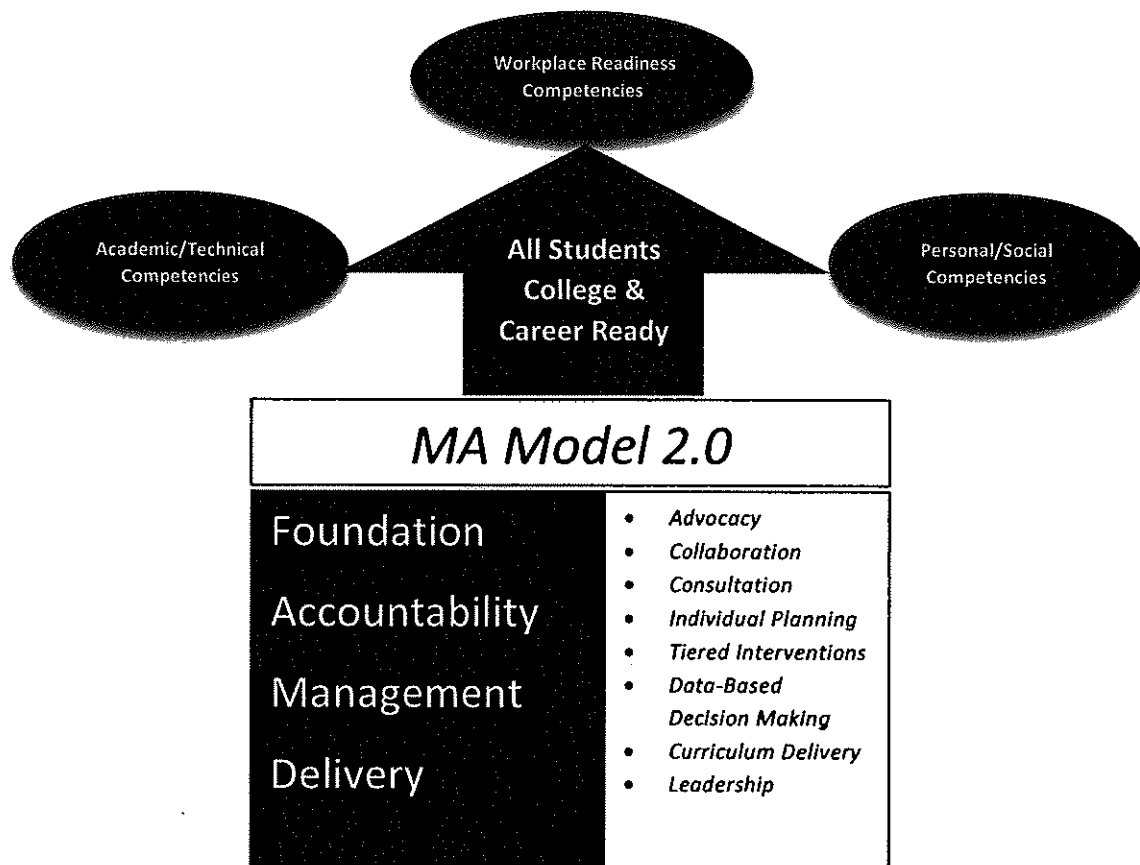 Workplace Readiness
Competencies
Academic/Technical
Competencies
All Students
College &
Career Ready
Personal/Social
Competencies
MA Model 2.0
Foundation
Accountability
Management
Delivery
• Advocacy
• Collaboration
• Consultation
• Individual Planning
• Tiered Interventions
• Data-Based
Decision Making
• Curriculum Delivery
• Leadership